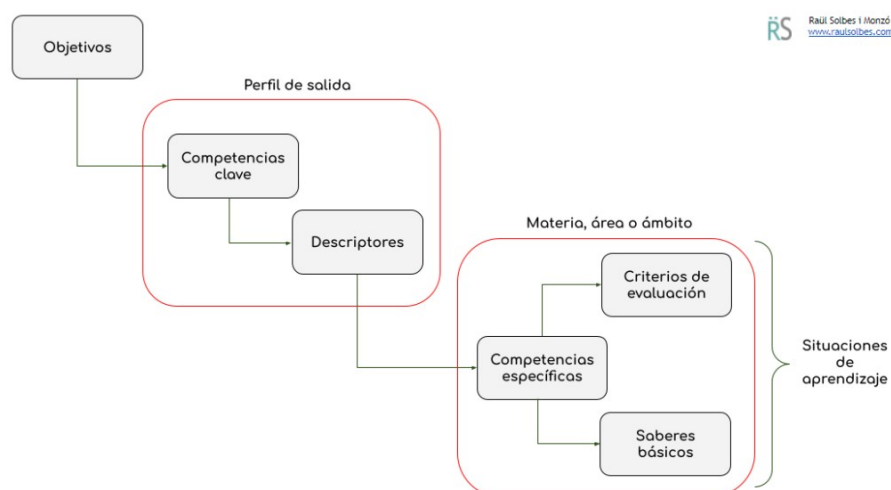 R̈S
Raül Solbes i Monzó
www.raulsolbes.com
Objetivos
Perfil de salida
Competencias
clave
Descriptores
Materia, área o ámbito
Criterios de
evaluación
Competencias
específicas
Saberes
básicos
Situaciones
de
aprendizaje